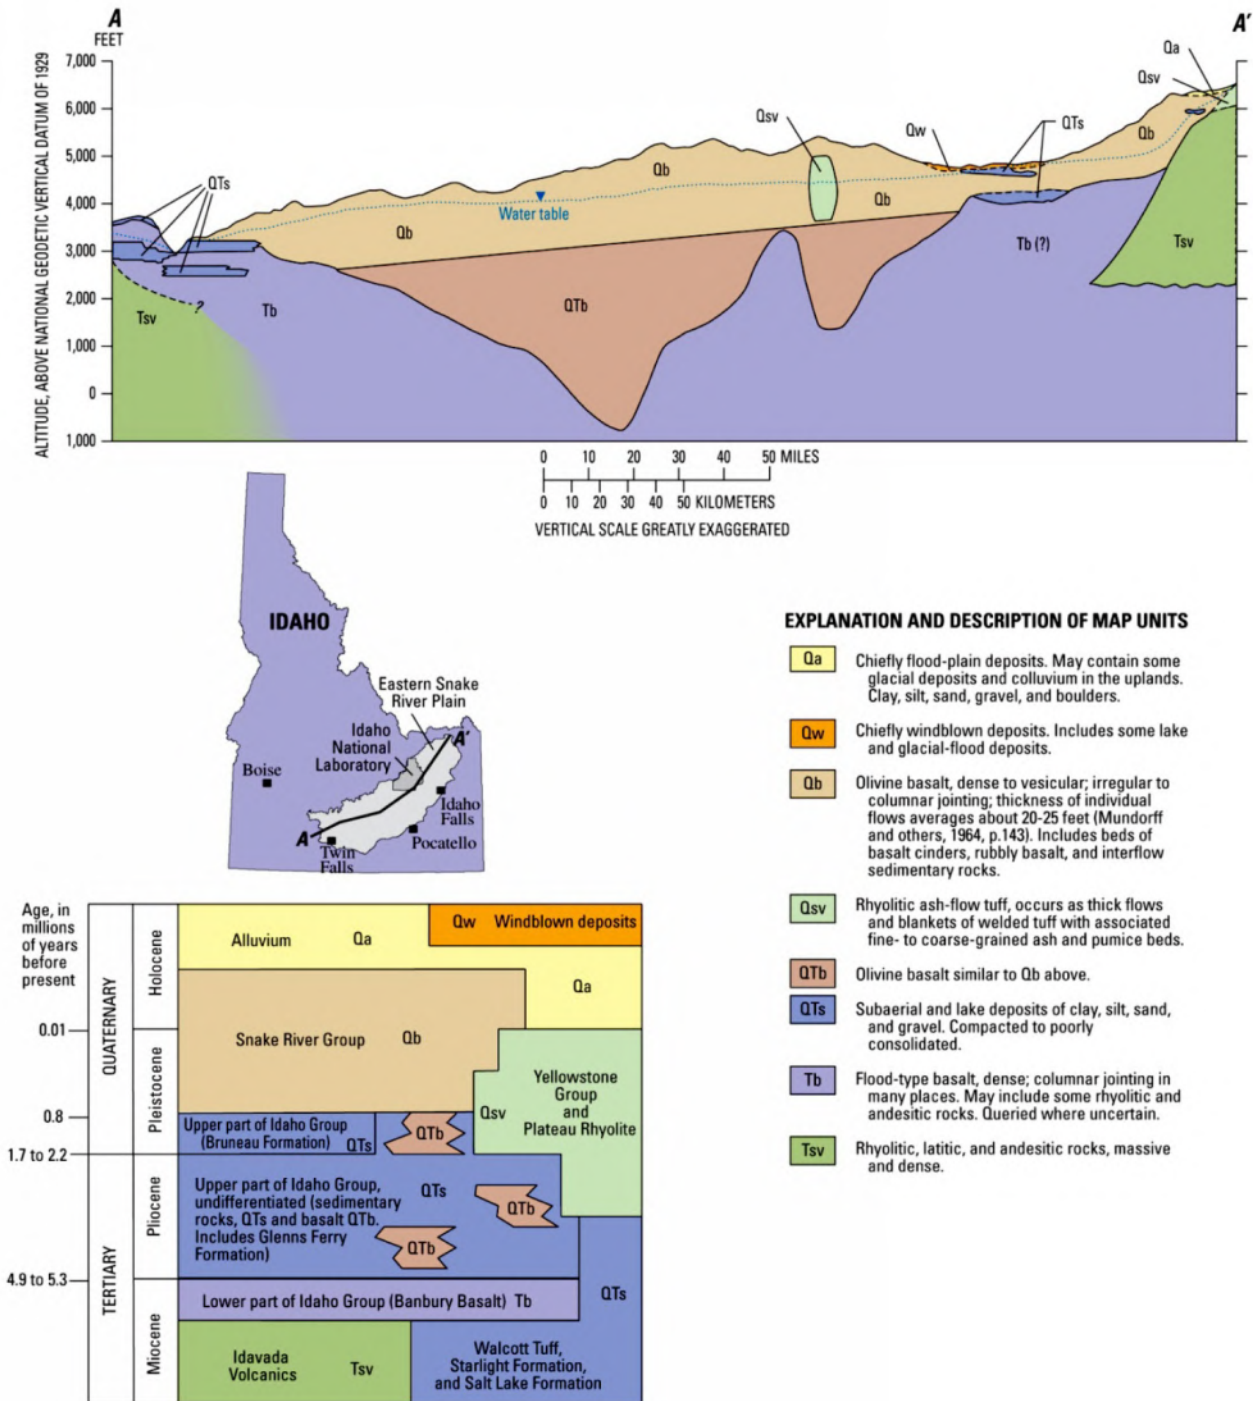 A
FEET
A'
ALTITUDE, ABOVE NATIONAL GEODETIC VERTICAL DATUM OF 1929
7,000
6,000
5,000
4,000
3,000
2,000
1,000
0
1,000
Qa
Qsv
Qsv
Qw
QTs
Qb
Qb
QTs
Water table
Qb
Qb
Tb (?)
Tsv
QTb
?
Tb
Tsv
0 10 20 30 40 50 MILES
0 10 20 30 40 50 KILOMETERS
VERTICAL SCALE GREATLY EXAGGERATED
IDAHO
Eastern Snake
River Plain
Idaho
National
Laboratory
A'
Boise
Idaho
Falls
A
Pocatello
Twin
Falls
EXPLANATION AND DESCRIPTION OF MAP UNITS
Qa Chiefly flood-plain deposits. May contain some
glacial deposits and colluvium in the uplands.
Clay, silt, sand, gravel, and boulders.
Qw Chiefly windblown deposits. Includes some lake
and glacial-flood deposits.
Qb Olivine basalt, dense to vesicular; irregular to
columnar jointing; thickness of individual
flows averages about 20-25 feet (Mundorff
and others, 1964, p.143). Includes beds of
basalt cinders, rubbly basalt, and interflow
sedimentary rocks.
Qsv Rhyolitic ash-flow tuff, occurs as thick flows
and blankets of welded tuff with associated
fine- to coarse-grained ash and pumice beds.
QTb Olivine basalt similar to Qb above.
QTs Subaerial and lake deposits of clay, silt, sand,
and gravel. Compacted to poorly
consolidated.
Tb Flood-type basalt, dense; columnar jointing in
many places. May include some rhyolitic and
andesitic rocks. Queried where uncertain.
Tsv Rhyolitic, latitic, and andesitic rocks, massive
and dense.
Age, in
millions
of years
before
present
0.01
0.8
1.7 to 2.2
4.9 to 5.3
QUATERNARY
TERTIARY
Holocene
Pleistocene
Pliocene
Miocene
Alluvium Qa
Qw Windblown deposits
Qa
Snake River Group Qb
Yellowstone
Group
and
Plateau Rhyolite
Qsv
Upper part of Idaho Group
(Bruneau Formation) QTs
QTb
Upper part of Idaho Group,
undifferentiated (sedimentary
rocks, QTs and basalt QTb.
Includes Glenns Ferry
Formation)
QTs
QTb
QTb
QTs
Lower part of Idaho Group (Banbury Basalt) Tb
Idavada
Volcanics Tsv
Walcott Tuff,
Starlight Formation,
and Salt Lake Formation